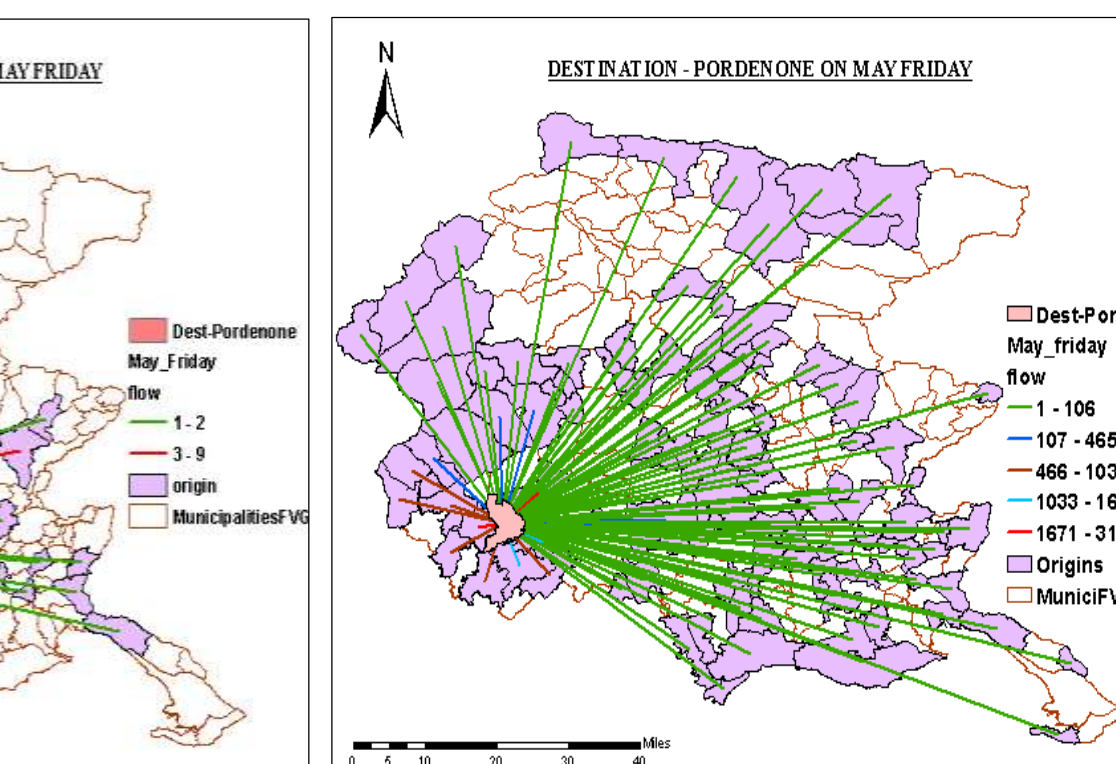 MAY FRIDAY
Dest-Pordenone
May_Friday
flow
1 - 2
3 - 9
origin
MunicipalitiesFVG
N
DESTINATION - PORDENONE ON MAY FRIDAY
Dest-Por
May_friday
flow
1 - 106
107 - 465
466 - 103
1033 - 16
1671 - 31
Origins
MuniciFV
Miles
0 5 10 20 30 40